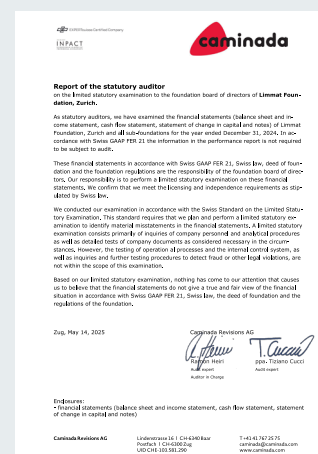 EXPERTsuisse Certified Company
INPACT
caminada
Report of the statutory auditor
on the limited statutory examination to the foundation board of directors of Limmat Foun-
dation, Zurich.
As statutory auditors, we have examined the financial statements (balance sheet and in-
come statement, cash flow statement, statement of change in capital and notes) of Limmat
Foundation, Zurich and all sub-foundations for the year ended December 31, 2024. In ac-
cordance with Swiss GAAP FER 21 the information in the performance report is not required
to be subject to audit.
These financial statements in accordance with Swiss GAAP FER 21, Swiss law, deed of foun-
dation and the foundation regulations are the responsibility of the foundation board of direc-
tors. Our responsibility is to perform a limited statutory examination on these financial
statements. We confirm that we meet the licensing and independence requirements as stip-
ulated by Swiss law.
We conducted our examination in accordance with the Swiss Standard on the Limited Statu-
tory Examination. This standard requires that we plan and perform a limited statutory ex-
amination to identify material misstatements in the financial statements. A limited statutory
examination consists primarily of inquiries of company personnel and analytical procedures
as well as detailed tests of company documents as considered necessary in the circum-
stances. However, the testing of operational processes and the internal control system, as
well as inquiries and further testing procedures to detect fraud or other legal violations, are
not within the scope of this examination.
Based on our limited statutory examination, nothing has come to our attention that causes
us to believe that the financial statements do not give a true and fair view of the financial
situation in accordance with Swiss GAAP FER 21, Swiss law, the deed of foundation and the
regulations of the foundation.
Zug, May 14, 2025 Caminada Revisions AG
Ramon Heiri ppa. Tiziano Cucci
Audit expert Audit expert
Auditor in Charge
Enclosures:
- financial statements (balance sheet and income statement, cash flow statement, statement
of change in capital and notes)
Caminada Revisions AG Lindenstrasse 16 I CH-6340 Baar T +41 41 767 25 75
Postfach I CH-6300 Zug caminada@caminada.com
UID CHE-103.581.290 www.caminada.com